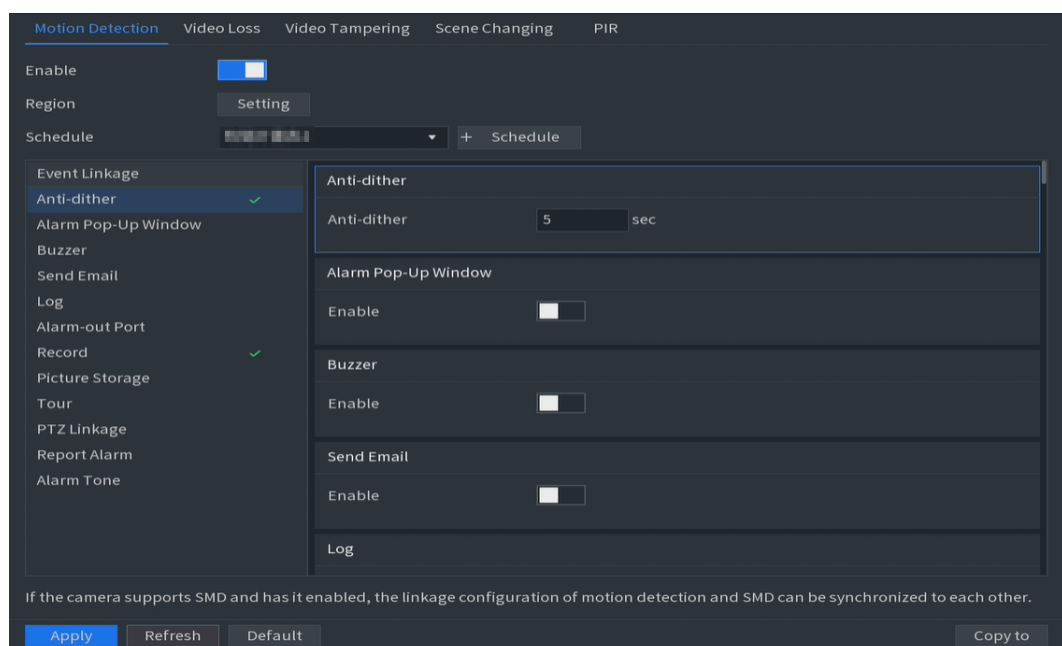 Motion Detection Video Loss Video Tampering Scene Changing PIR
Enable
Region Setting
Schedule + Schedule
Event Linkage
Anti-dither
Alarm Pop-Up Window
Buzzer
Send Email
Log
Alarm-out Port
Record
Picture Storage
Tour
PTZ Linkage
Report Alarm
Alarm Tone
Anti-dither
Anti-dither 5 sec
Alarm Pop-Up Window
Enable
Buzzer
Enable
Send Email
Enable
Log
If the camera supports SMD and has it enabled, the linkage configuration of motion detection and SMD can be synchronized to each other.
Apply Refresh Default Copy to